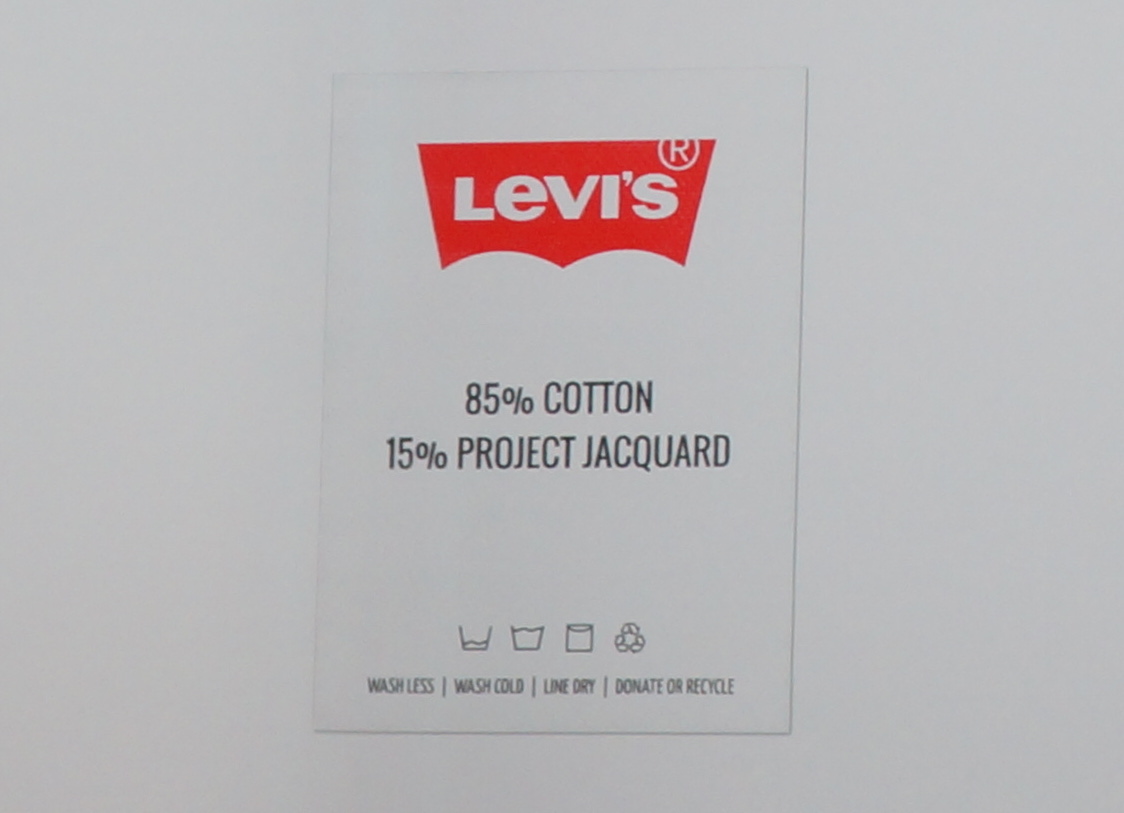 Levi's®
85% COTTON
15% PROJECT JACQUARD
WASH LESS | WASH COLD | LINE DRY | DONATE OR RECYCLE